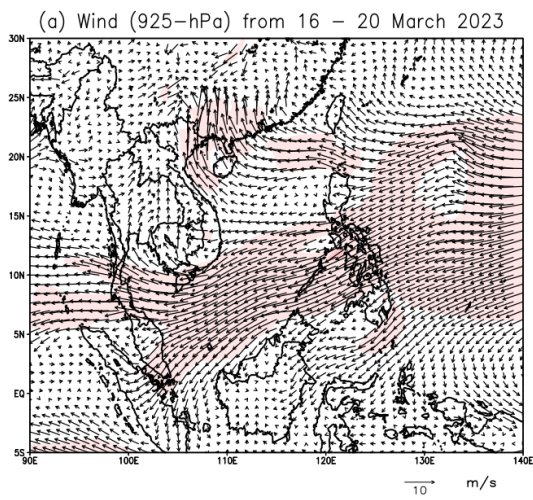 (a) Wind (925-hPa) from 16 - 20 March 2023
30N
25N
20N
15N
10N
5N
EQ
5S
90E 100E 110E 120E 130E 140E
10 m/s